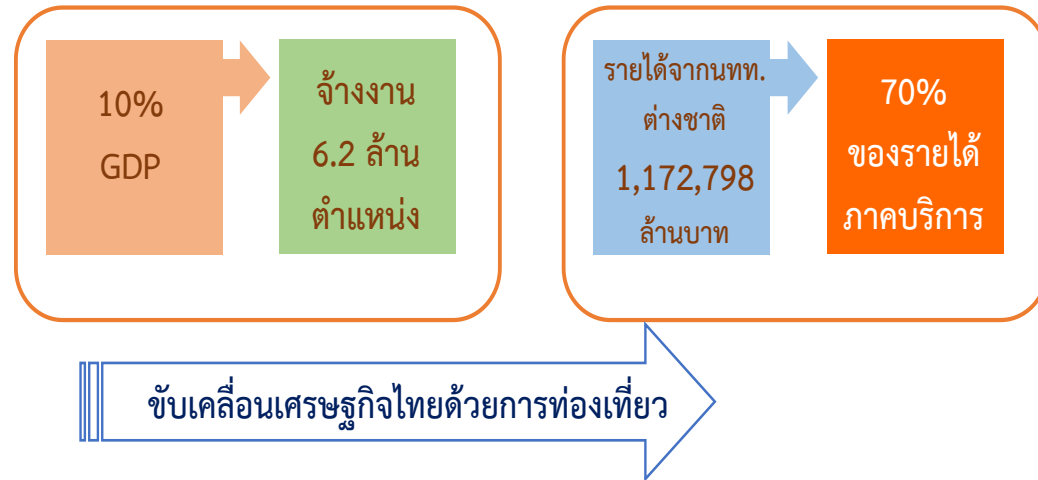 10%
GDP
จ้างงาน
6.2 ล้าน
ตำแหน่ง
รายได้จากนทท.
ต่างชาติ
1,172,798
ล้านบาท
70%
ของรายได้
ภาคบริการ
ขับเคลื่อนเศรษฐกิจไทยด้วยการท่องเที่ยว